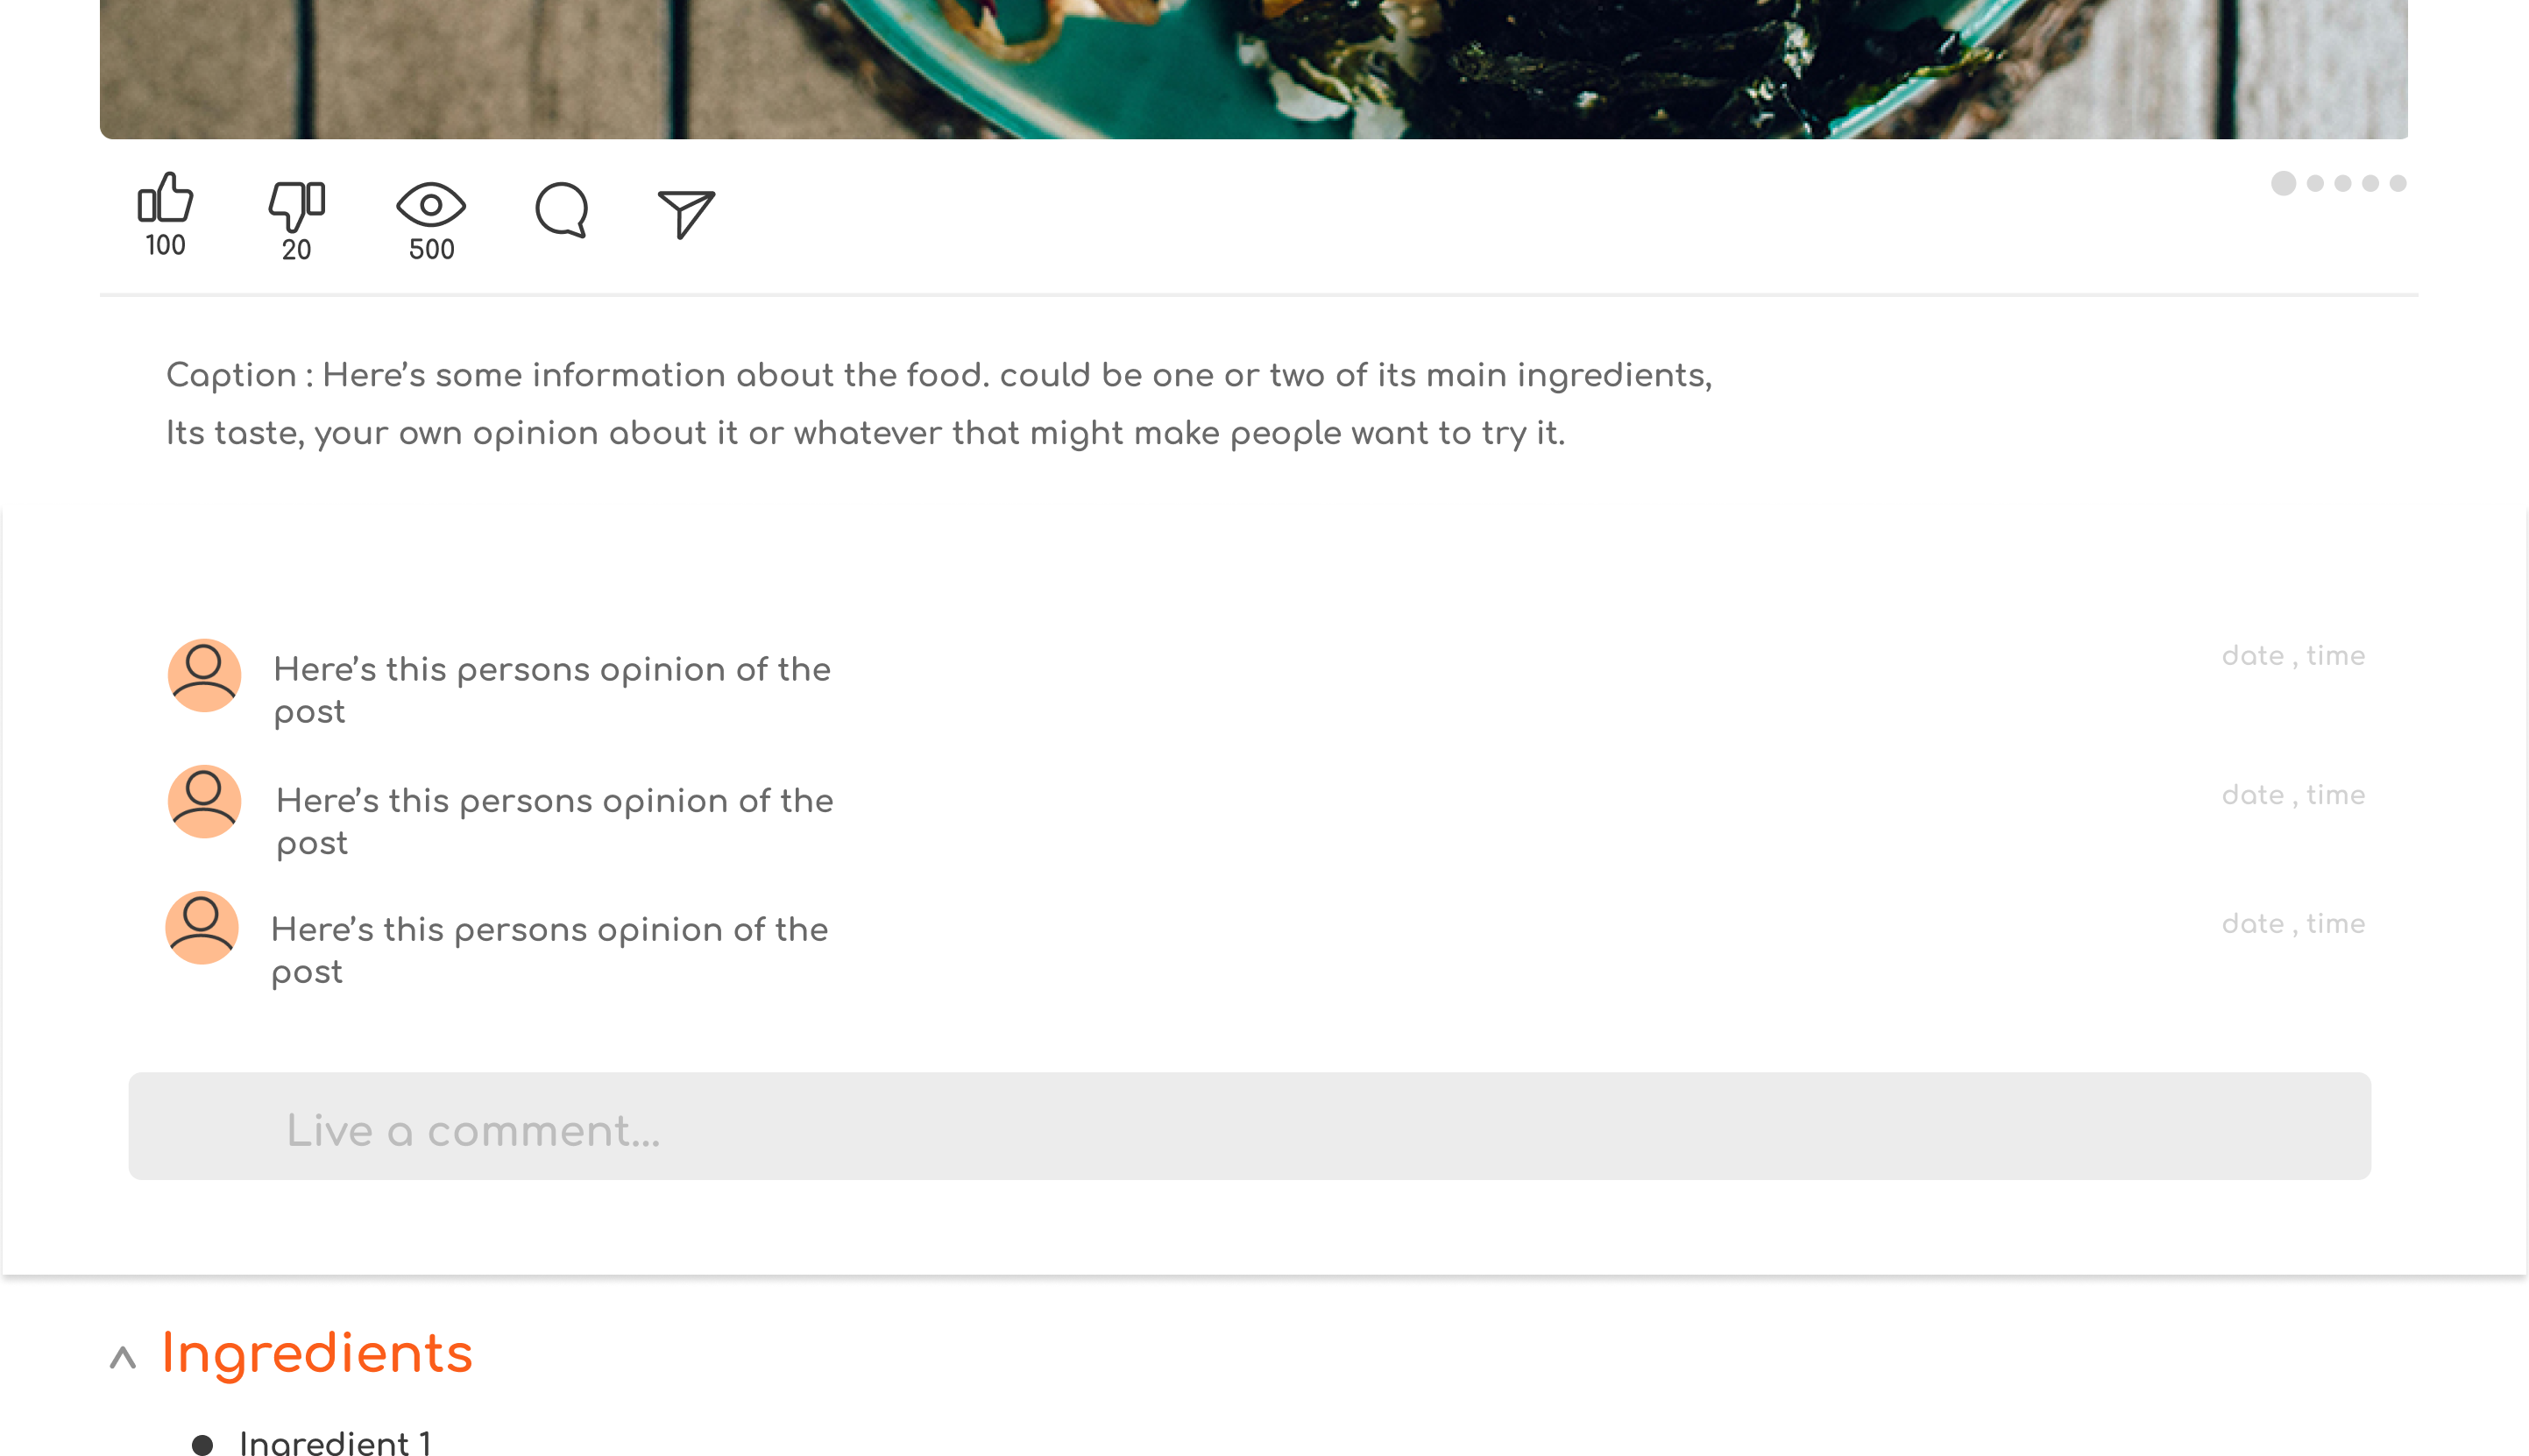 100
20
500
Caption : Here’s some information about the food. could be one or two of its main ingredients,
Its taste, your own opinion about it or whatever that might make people want to try it.
Here’s this persons opinion of the
post
date , time
Here’s this persons opinion of the
post
date , time
Here’s this persons opinion of the
post
date , time
Live a comment...
Ingredients
Ingredient 1